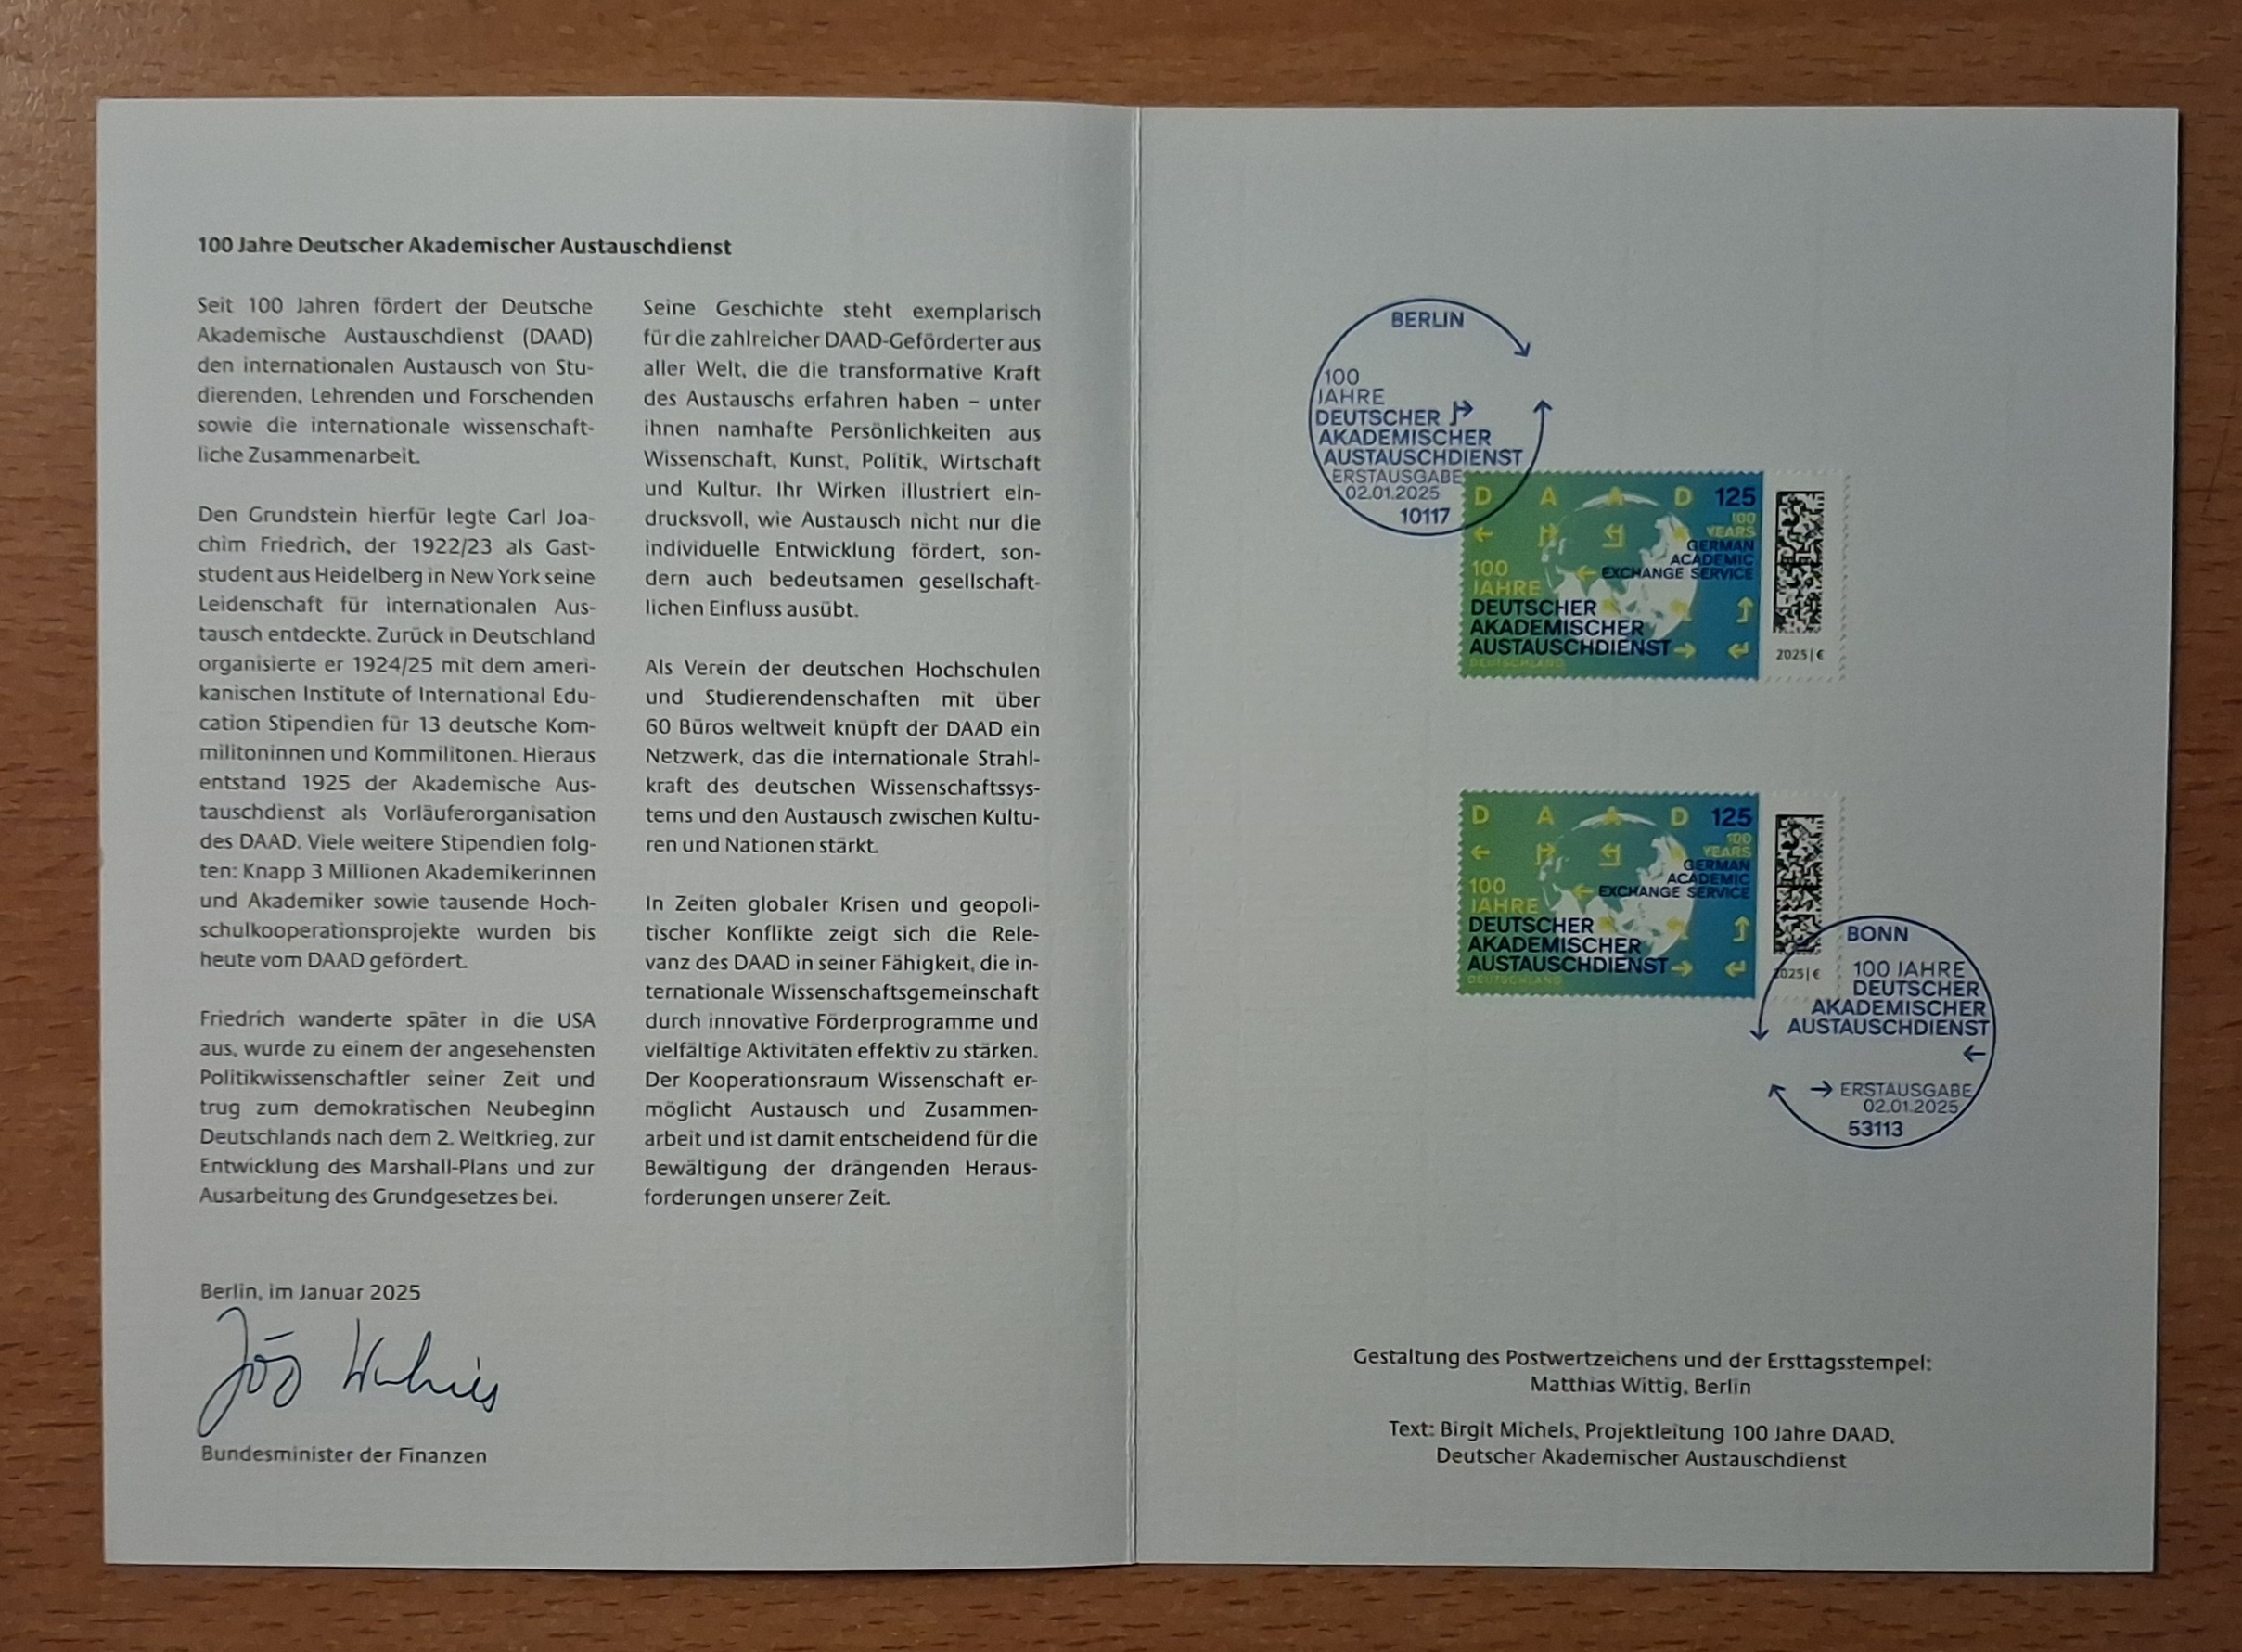 100 Jahre Deutscher Akademischer Austauschdienst
Seit 100 Jahren fördert der Deutsche
Akademische Austauschdienst (DAAD)
den internationalen Austausch von Stu-
dierenden, Lehrenden und Forschenden
sowie die internationale wissenschaft-
liche Zusammenarbeit.
Den Grundstein hierfür legte Carl Joa-
chim Friedrich, der 1922/23 als Gast-
student aus Heidelberg in New York seine
Leidenschaft für internationalen Aus-
tausch entdeckte. Zurück in Deutschland
organisierte er 1924/25 mit dem ameri-
kanischen Institute of International Edu-
cation Stipendien für 13 deutsche Kom-
militoninnen und Kommilitonen. Hieraus
entstand 1925 der Akademische Aus-
tauschdienst als Vorläuferorganisation
des DAAD. Viele weitere Stipendien folg-
ten: Knapp 3 Millionen Akademikerinnen
und Akademiker sowie tausende Hoch-
schulkooperationsprojekte wurden bis
heute vom DAAD gefördert.
Friedrich wanderte später in die USA
aus, wurde zu einem der angesehensten
Politikwissenschaftler seiner Zeit und
trug zum demokratischen Neubeginn
Deutschlands nach dem 2. Weltkrieg, zur
Entwicklung des Marshall-Plans und zur
Ausarbeitung des Grundgesetzes bei.
Seine Geschichte steht exemplarisch
für die zahlreicher DAAD-Geförderter aus
aller Welt, die die transformative Kraft
des Austauschs erfahren haben – unter
ihnen namhafte Persönlichkeiten aus
Wissenschaft, Kunst, Politik, Wirtschaft
und Kultur. Ihr Wirken illustriert ein-
drucksvoll, wie Austausch nicht nur die
individuelle Entwicklung fördert, son-
dern auch bedeutsamen gesellschaft-
lichen Einfluss ausübt.
Als Verein der deutschen Hochschulen
und Studierendenschaften mit über
60 Büros weltweit knüpft der DAAD ein
Netzwerk, das die internationale Strahl-
kraft des deutschen Wissenschaftssys-
tems und den Austausch zwischen Kultu-
ren und Nationen stärkt.
In Zeiten globaler Krisen und geopoli-
tischer Konflikte zeigt sich die Rele-
vanz des DAAD in seiner Fähigkeit, die in-
ternationale Wissenschaftsgemeinschaft
durch innovative Förderprogramme und
vielfältige Aktivitäten effektiv zu stärken.
Der Kooperationsraum Wissenschaft er-
möglicht Austausch und Zusammen-
arbeit und ist damit entscheidend für die
Bewältigung der drängenden Heraus-
forderungen unserer Zeit.
Berlin, im Januar 2025
Bundesminister der Finanzen
BERLIN
100
JAHRE
DEUTSCHER
AKADEMISCHER
AUSTAUSCHDIENST
ERSTAUSGABE
02.01.2025
10117
D A A D 125
100
YEARS
GERMAN
ACADEMIC
EXCHANGE SERVICE
100
JAHRE
DEUTSCHER
AKADEMISCHER
AUSTAUSCHDIENST
DEUTSCHLAND
2025|€
D A A D 125
100
YEARS
GERMAN
ACADEMIC
EXCHANGE SERVICE
100
JAHRE
DEUTSCHER
AKADEMISCHER
AUSTAUSCHDIENST
DEUTSCHLAND
2025|€
BONN
100 JAHRE
DEUTSCHER
AKADEMISCHER
AUSTAUSCHDIENST
ERSTAUSGABE
02.01.2025
53113
Gestaltung des Postwertzeichens und der Ersttagsstempel:
Matthias Wittig, Berlin
Text: Birgit Michels, Projektleitung 100 Jahre DAAD,
Deutscher Akademischer Austauschdienst